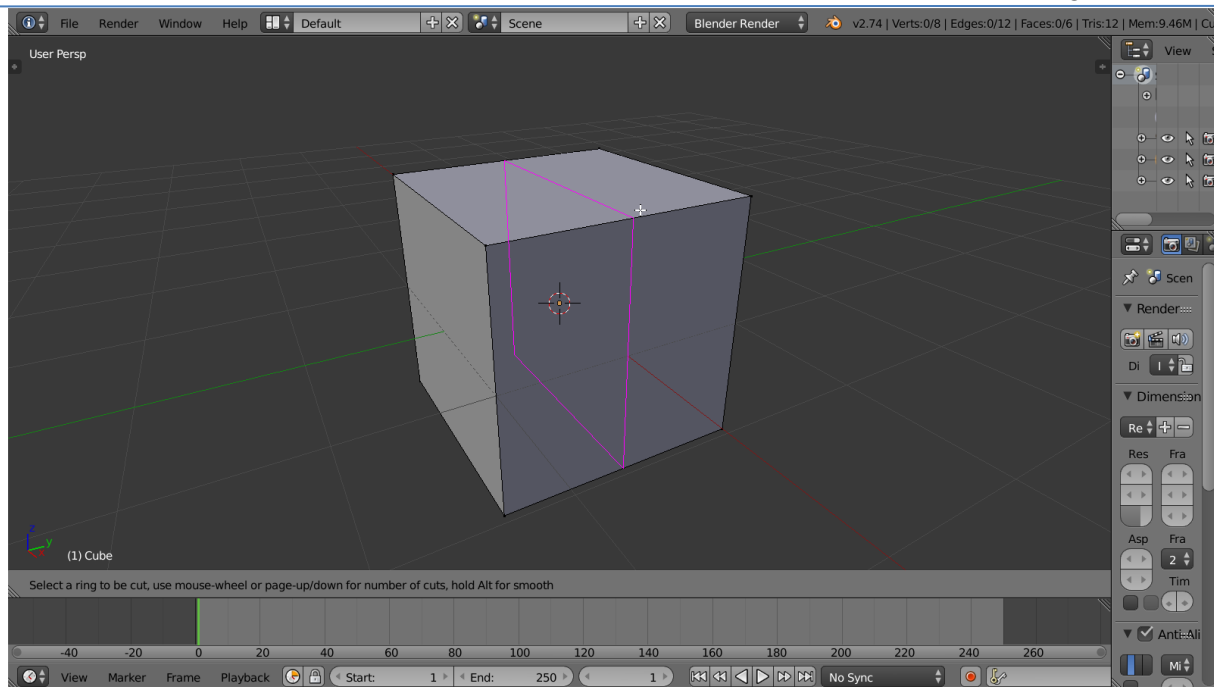 File Render Window Help Default Scene Blender Render v2.74 | Verts:0/8 | Edges:0/12 | Faces:0/6 | Tris:12 | Mem:9.46M | Cu
User Persp
View
Scen
Render
Di
Dimension
Re
Res Fra
Asp Fra
2
Tim
Anti-Ali
Mi
z
y
(1) Cube
Select a ring to be cut, use mouse-wheel or page-up/down for number of cuts, hold Alt for smooth
-40 -20 0 20 40 60 80 100 120 140 160 180 200 220 240 260
View Marker Frame Playback Start: 1 End: 250 1 No Sync